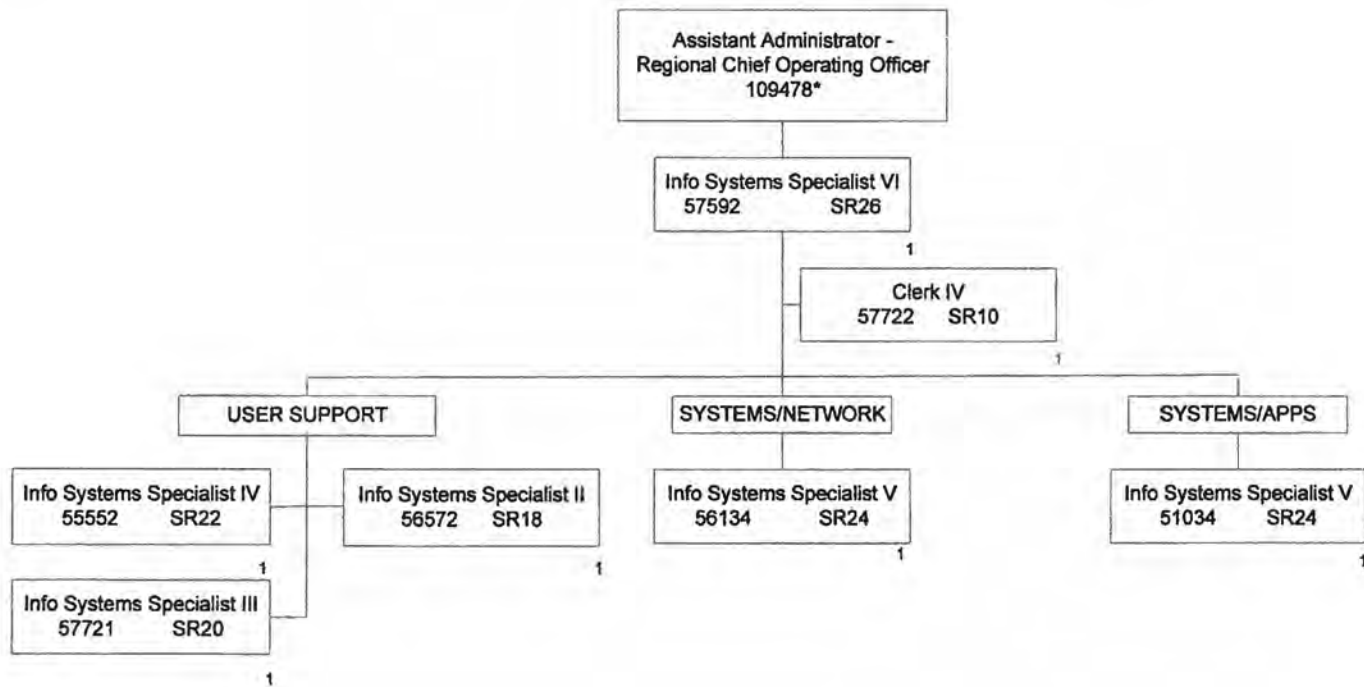 Assistant Administrator -
Regional Chief Operating Officer
109478*
Info Systems Specialist VI
57592 SR26
1
Clerk IV
57722 SR10
1
USER SUPPORT
SYSTEMS/NETWORK
SYSTEMS/APPS
Info Systems Specialist IV
55552 SR22
1
Info Systems Specialist II
56572 SR18
1
Info Systems Specialist V
56134 SR24
1
Info Systems Specialist V
51034 SR24
1
Info Systems Specialist III
57721 SR20
1